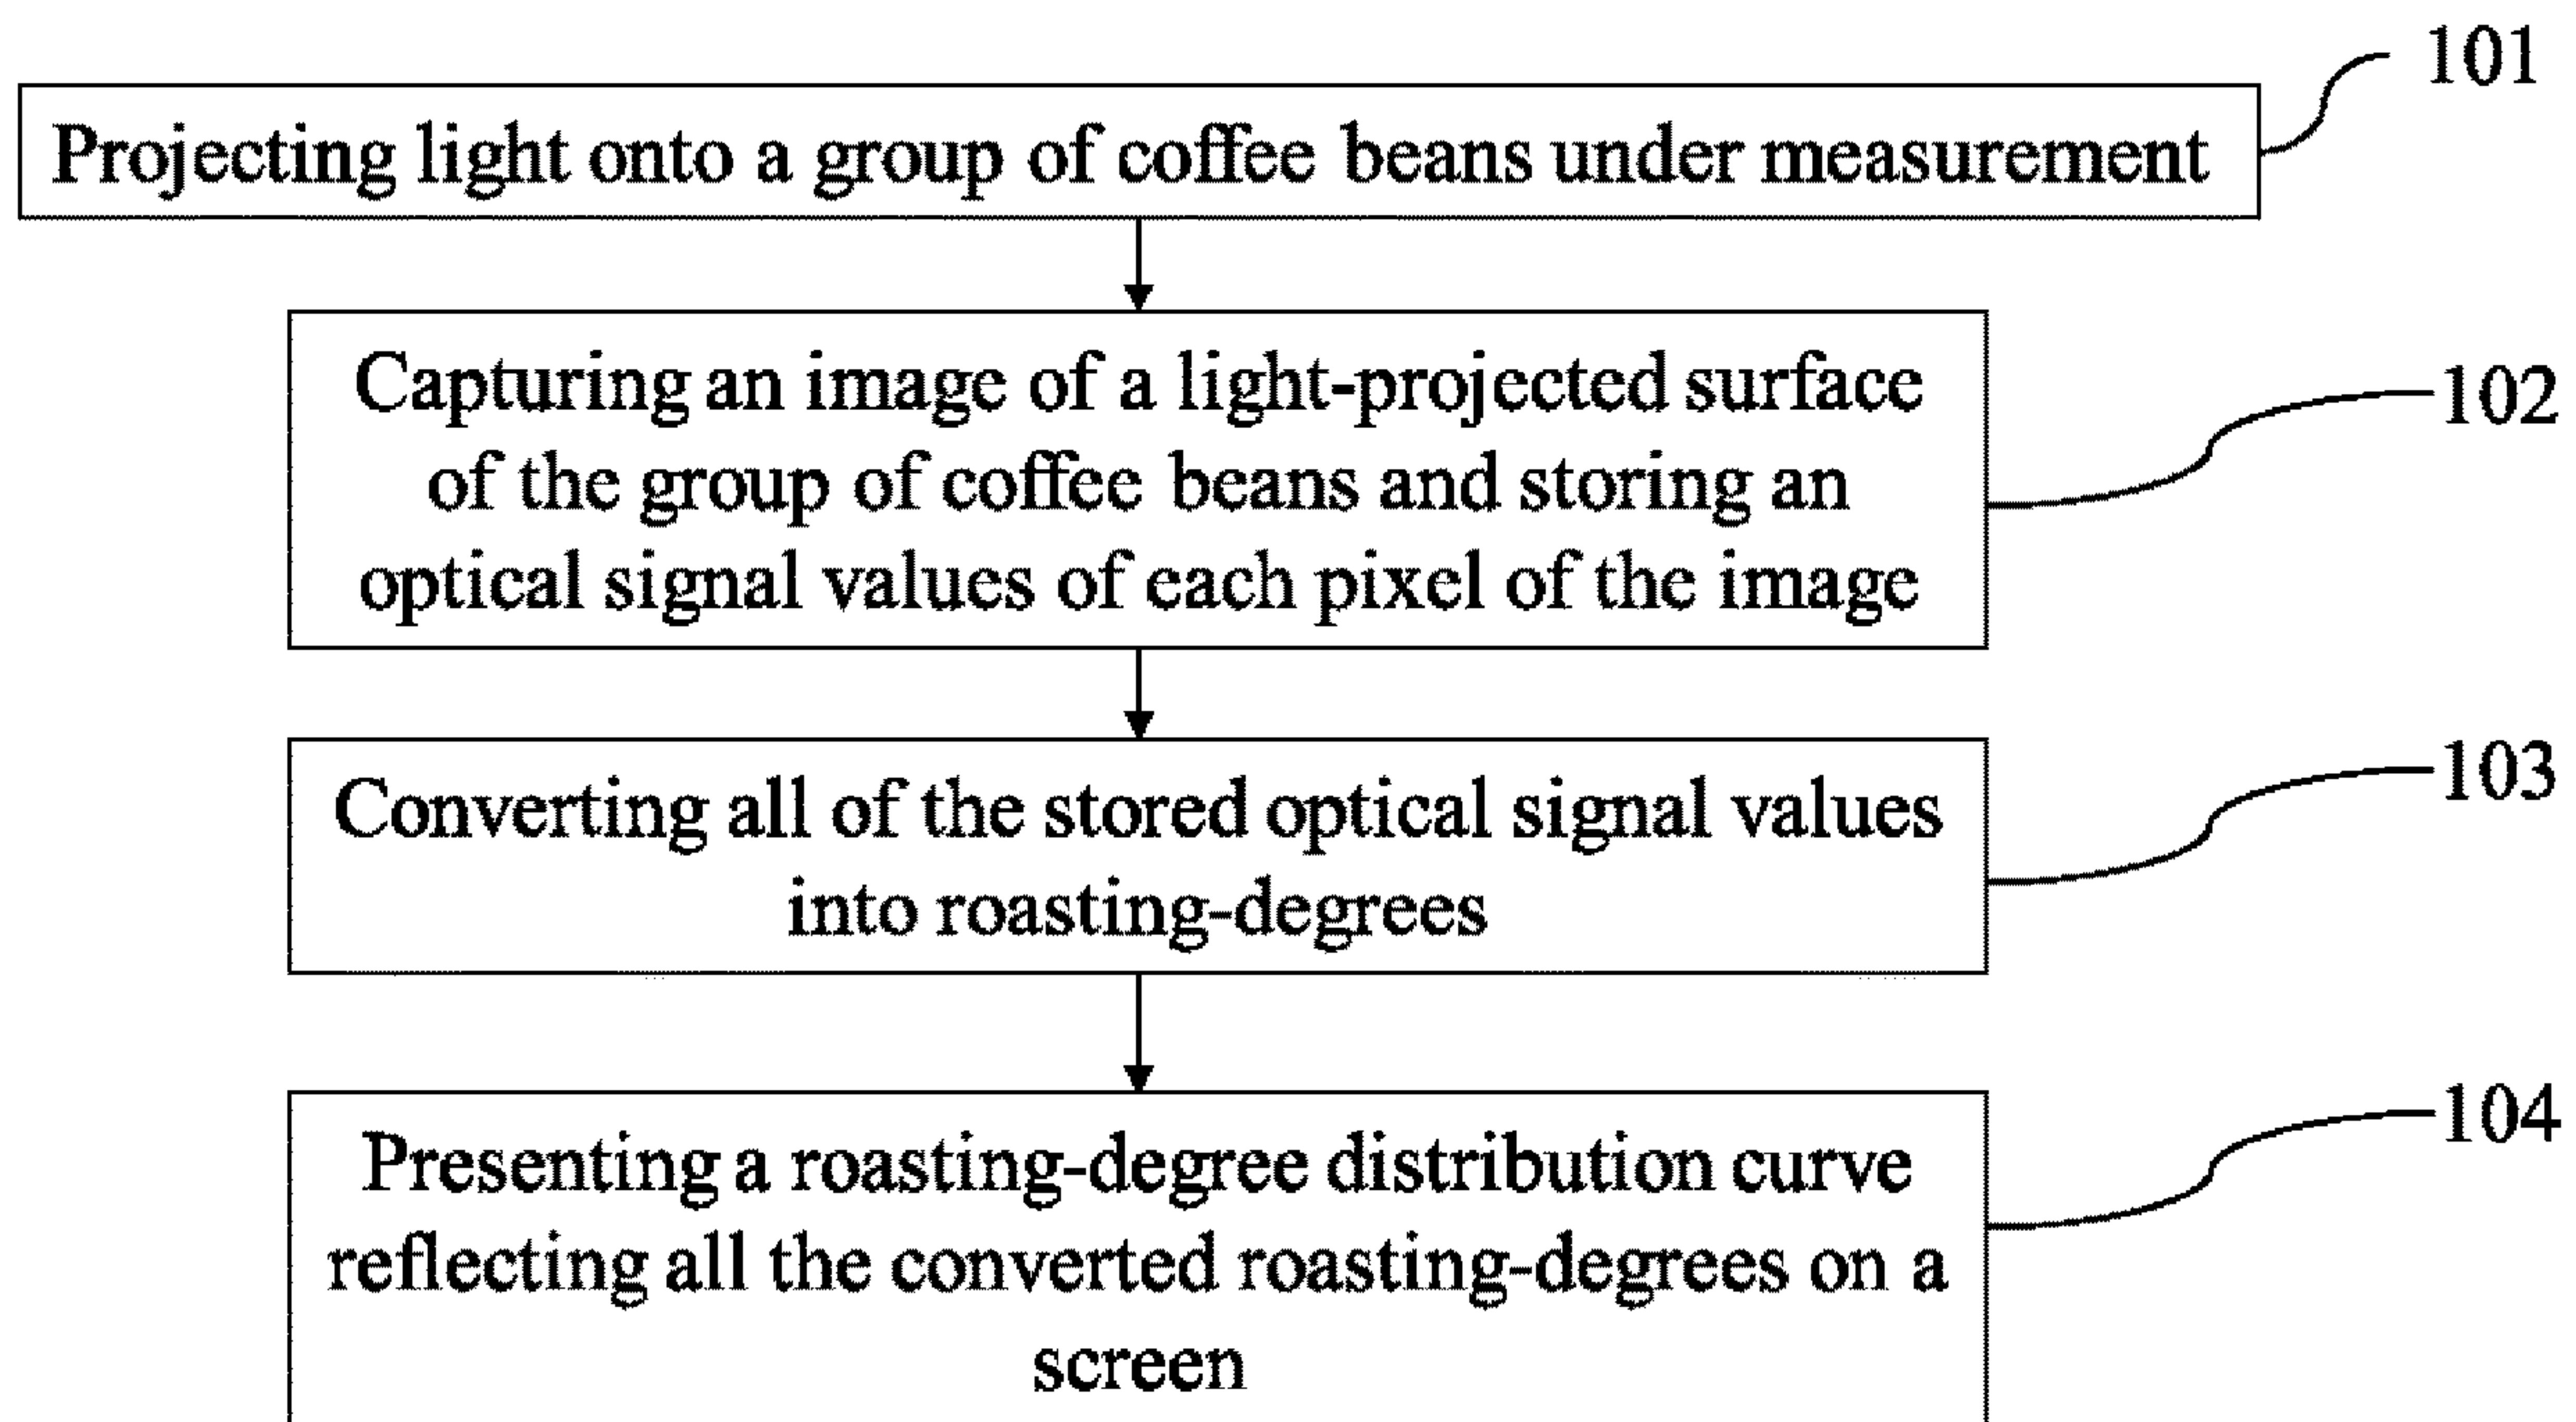 101
Projecting light onto a group of coffee beans under measurement
Capturing an image of a light-projected surface
102
of the group of coffee beans and storing an
optical signal values of each pixel of the image
Converting all of the stored optical signal values
103
into roasting-degrees
Presenting a roasting-degree distribution curve
104
reflecting all the converted roasting-degrees on a
screen